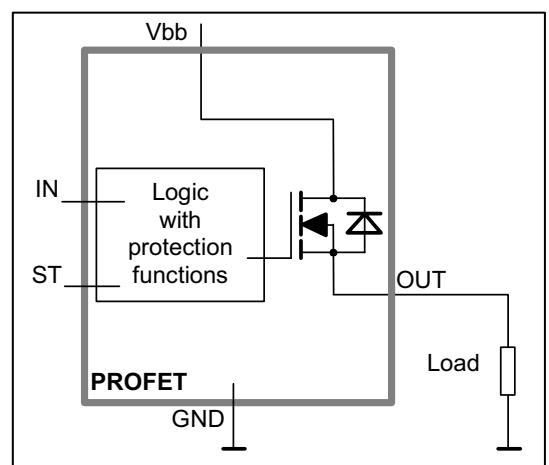 Vbb
IN
Logic
with
protection
functions
ST
OUT
Load
PROFET
GND